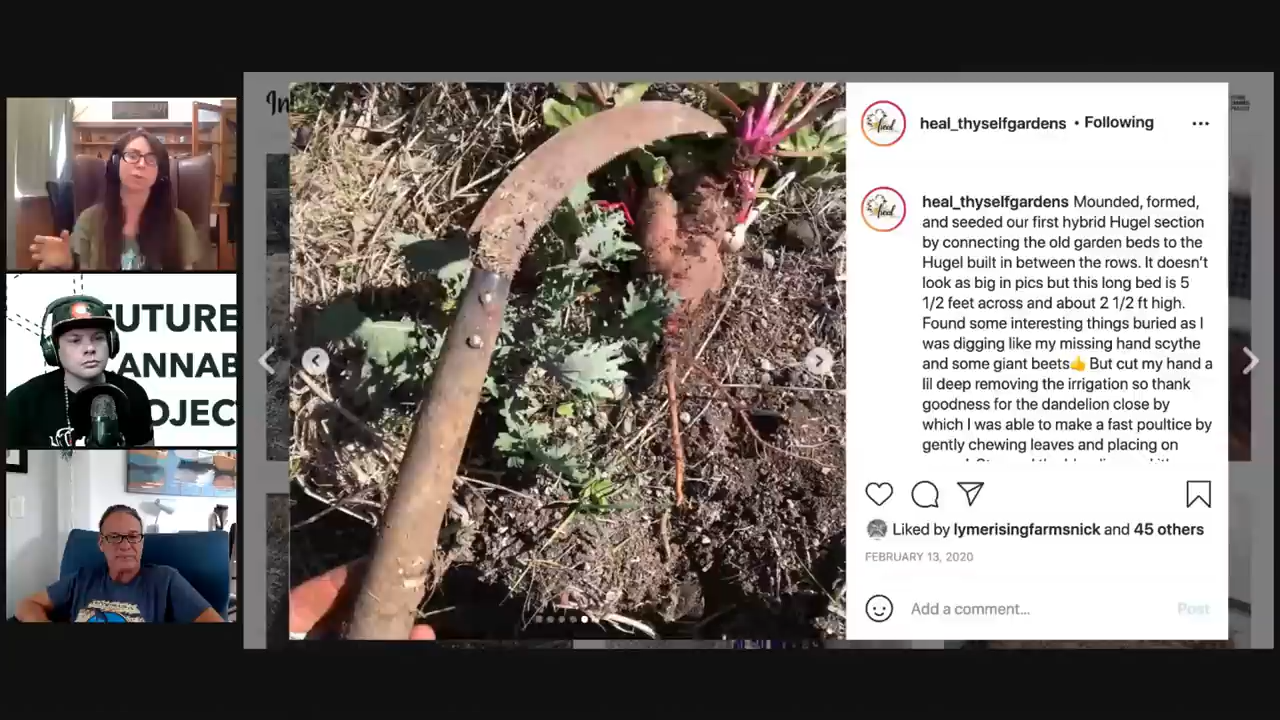 UTURE
ANNAB
OJEC
In
heal
heal_thyselfgardens • Following
heal
heal_thyselfgardens Mounded, formed,
and seeded our first hybrid Hugel section
by connecting the old garden beds to the
Hugel built in between the rows. It doesn't
look as big in pics but this long bed is 5
1/2 feet across and about 2 1/2 ft high.
Found some interesting things buried as I
was digging like my missing hand scythe
and some giant beets👍 But cut my hand a
lil deep removing the irrigation so thank
goodness for the dandelion close by
which I was able to make a fast poultice by
gently chewing leaves and placing on
Liked by lymerisingfarmsnick and 45 others
FEBRUARY 13, 2020
Add a comment...
Post